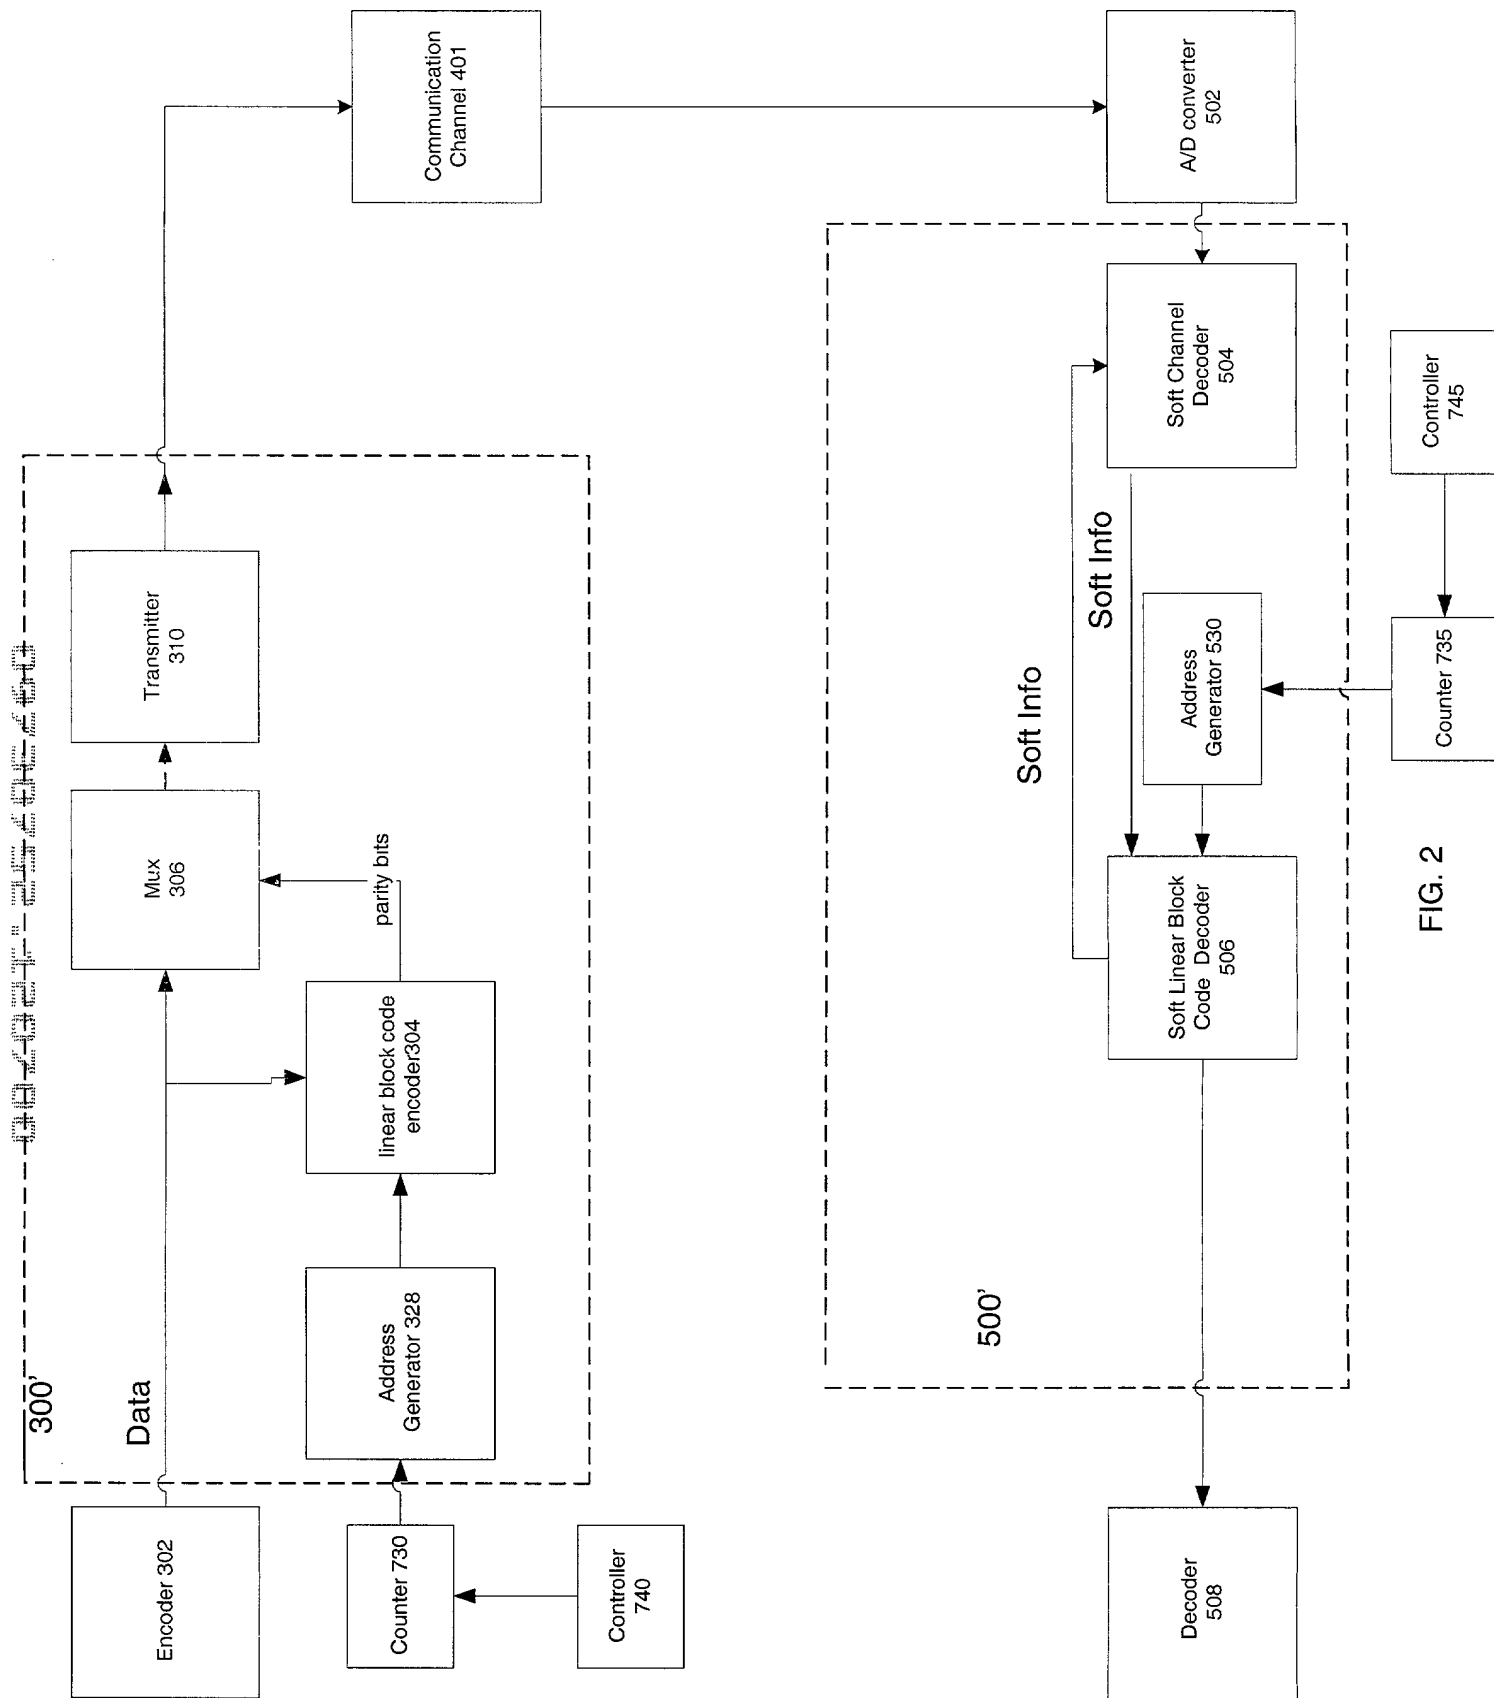 300'
Data
Encoder 302
Mux
306
Transmitter
310
Counter 730
Controller
740
Address
Generator 328
linear block code
encoder304
parity bits
Communication
Channel 401
500'
Decoder
508
Soft Linear Block
Code Decoder
506
Soft Info
Soft Info
Address
Generator 530
Soft Channel
Decoder
504
A/D converter
502
Counter 735
Controller
745
FIG. 2